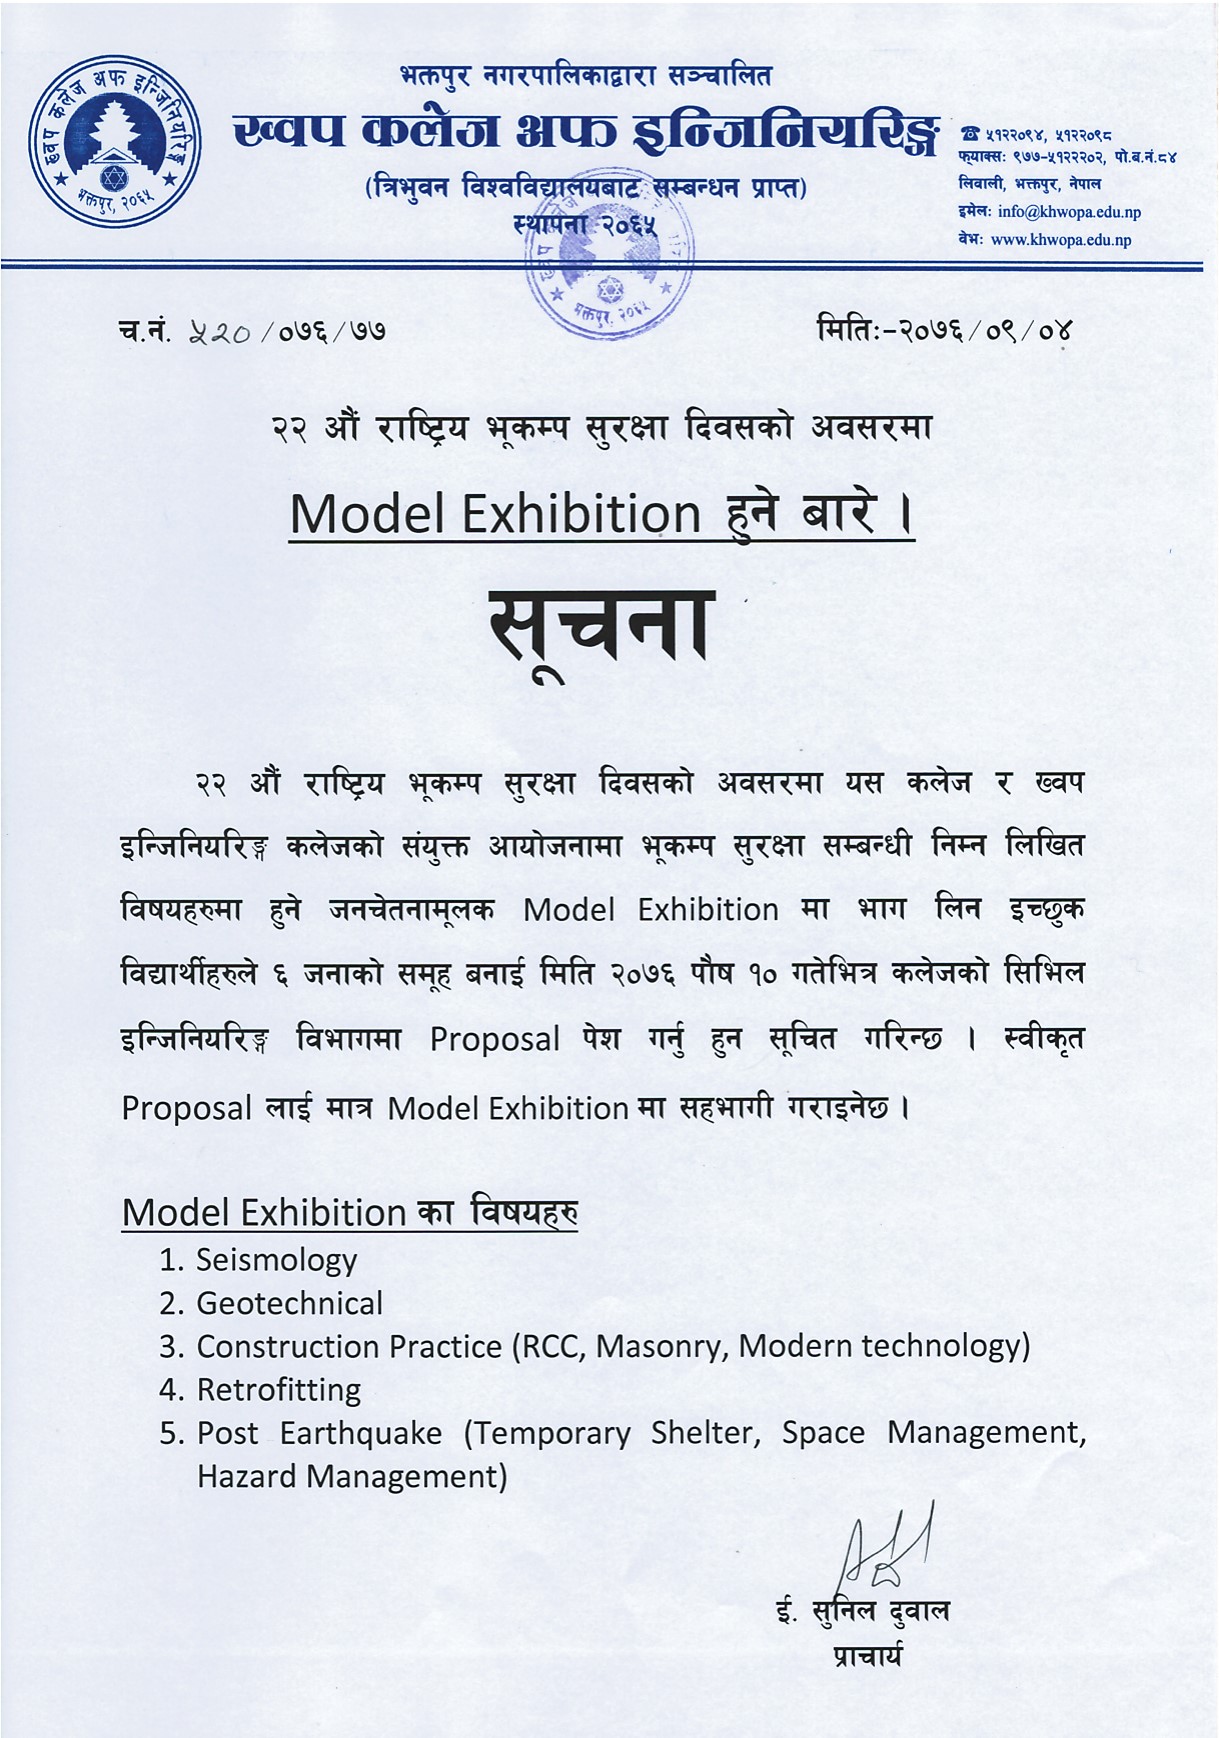 ख्वप कलेज अफ इन्जिनियरिङ्ग
भक्तपुर, २०६५
भक्तपुर नगरपालिकाद्वारा सञ्चालित
ख्वप कलेज अफ इन्जिनियरिङ्ग
(त्रिभुवन विश्वविद्यालयबाट सम्बन्धन प्राप्त)
स्थापना २०६५
☎ ५१२२०९४, ५१२२०९८
फ्याक्स: ९७७-५१२२२०२, पो.ब.नं.८४
लिवाली, भक्तपुर, नेपाल
इमेल: info@khwopa.edu.np
वेभ: www.khwopa.edu.np
भक्तपुर, २०६५
च.नं. ५२०/०७६/७७
मिति:-२०७६/०९/०४
२२ औं राष्ट्रिय भूकम्प सुरक्षा दिवसको अवसरमा
Model Exhibition हुने बारे ।
सूचना
२२ औं राष्ट्रिय भूकम्प सुरक्षा दिवसको अवसरमा यस कलेज र ख्वप
इन्जिनियरिङ्ग कलेजको संयुक्त आयोजनामा भूकम्प सुरक्षा सम्बन्धी निम्न लिखित
विषयहरुमा हुने जनचेतनामूलक Model Exhibition मा भाग लिन इच्छुक
विद्यार्थीहरुले ६ जनाको समूह बनाई मिति २०७६ पौष १० गतेभित्र कलेजको सिभिल
इन्जिनियरिङ्ग विभागमा Proposal पेश गर्नु हुन सूचित गरिन्छ । स्वीकृत
Proposal लाई मात्र Model Exhibition मा सहभागी गराइनेछ ।
Model Exhibition का विषयहरु
1. Seismology
2. Geotechnical
3. Construction Practice (RCC, Masonry, Modern technology)
4. Retrofitting
5. Post Earthquake (Temporary Shelter, Space Management,
Hazard Management)
ई. सुनिल दुवाल
प्राचार्य